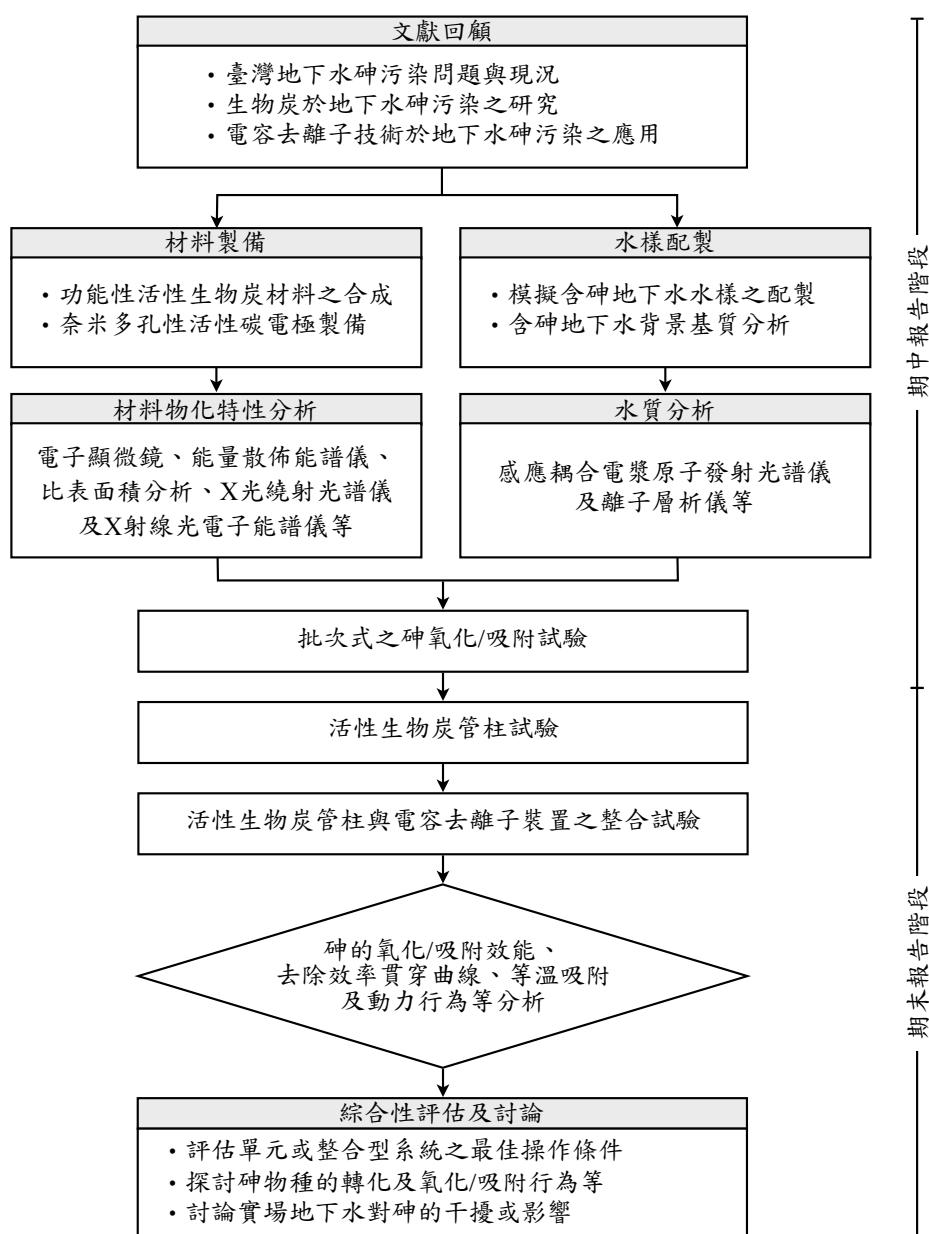 文獻回顧
・臺灣地下水砷污染問題與現況
・生物炭於地下水砷污染之研究
・電容去離子技術於地下水砷污染之應用
材料製備
・功能性活性生物炭材料之合成
・奈米多孔性活性碳電極製備
水樣配製
・模擬含砷地下水水樣之配製
・含砷地下水背景基質分析
材料物化特性分析
電子顯微鏡、能量散佈能譜儀、
比表面積分析、X光繞射光譜儀
及X射線光電子能譜儀等
水質分析
感應耦合電漿原子發射光譜儀
及離子層析儀等
批次式之砷氧化/吸附試驗
期中報告階段
活性生物炭管柱試驗
活性生物炭管柱與電容去離子裝置之整合試驗
砷的氧化/吸附效能、
去除效率貫穿曲線、等溫吸附
及動力行為等分析
綜合性評估及討論
・評估單元或整合型系統之最佳操作條件
・探討砷物種的轉化及氧化/吸附行為等
・討論實場地下水對砷的干擾或影響
期末報告階段